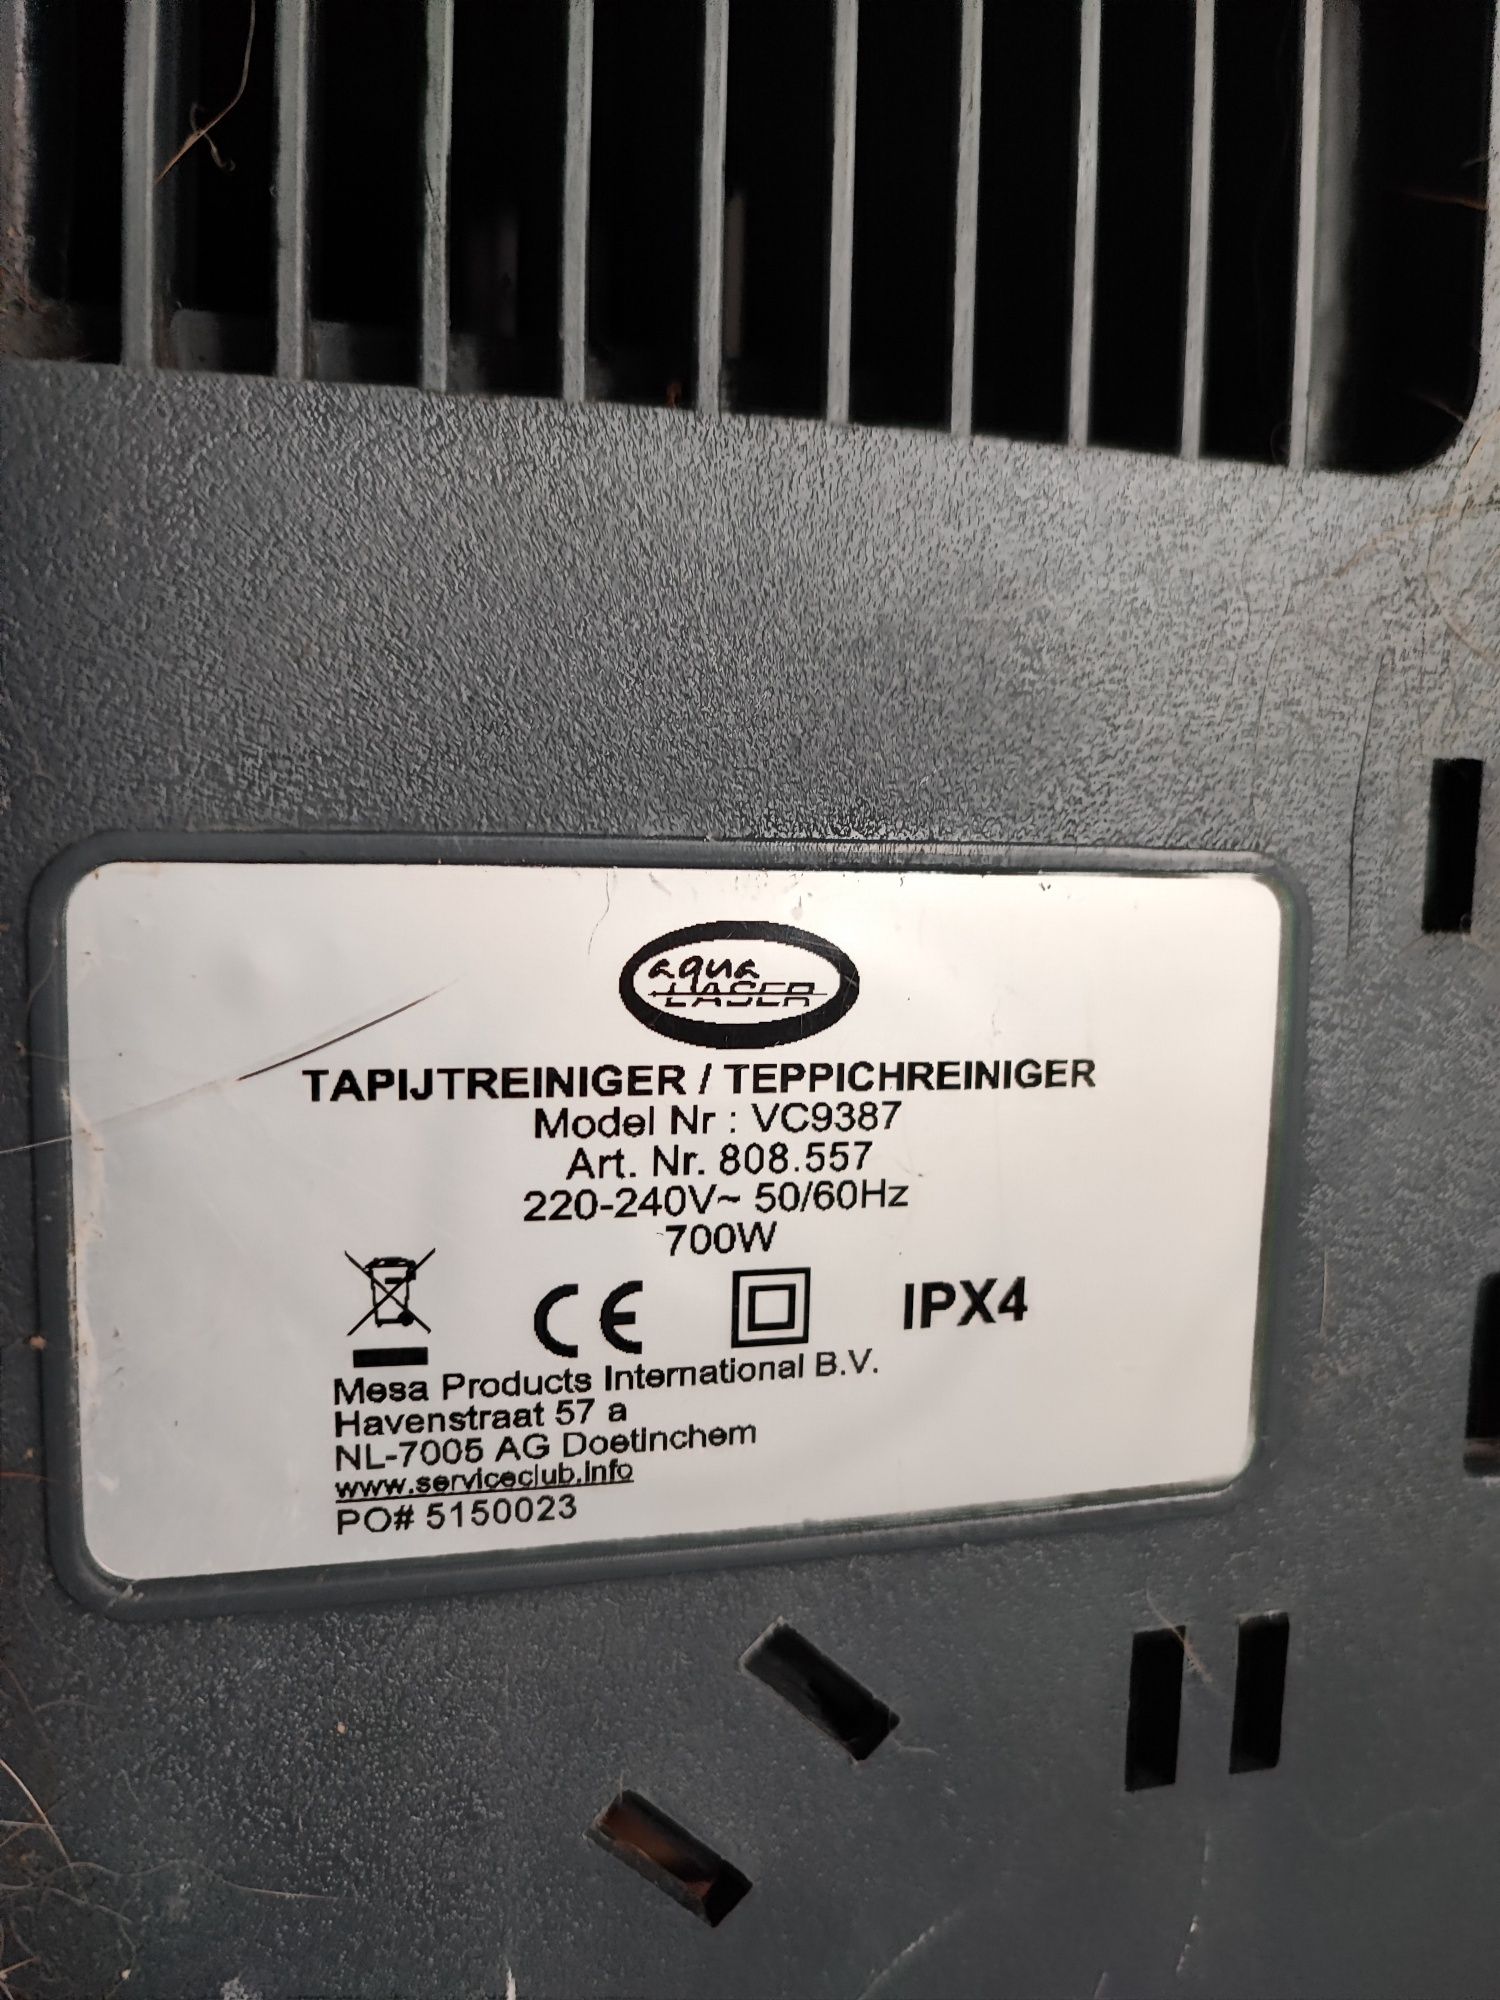 aqua
LASER
TAPIJTREINIGER / TEPPICHREINIGER
Model Nr : VC9387
Art. Nr. 808.557
220-240V~ 50/60Hz
700W
CE
IPX4
Mesa Products International B.V.
Havenstraat 57 a
NL-7005 AG Doetinchem
www.serviceclub.info
PO# 5150023